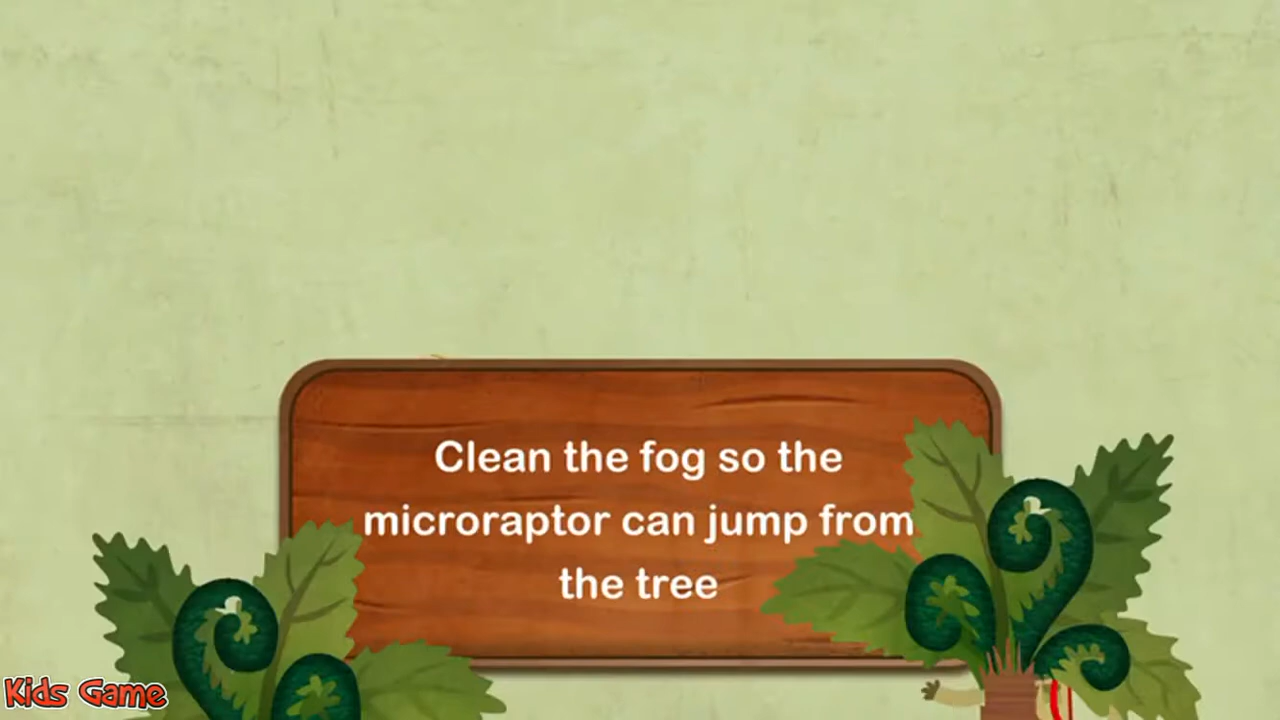 Clean the fog so the
microraptor can jump from
the tree
Kids Game